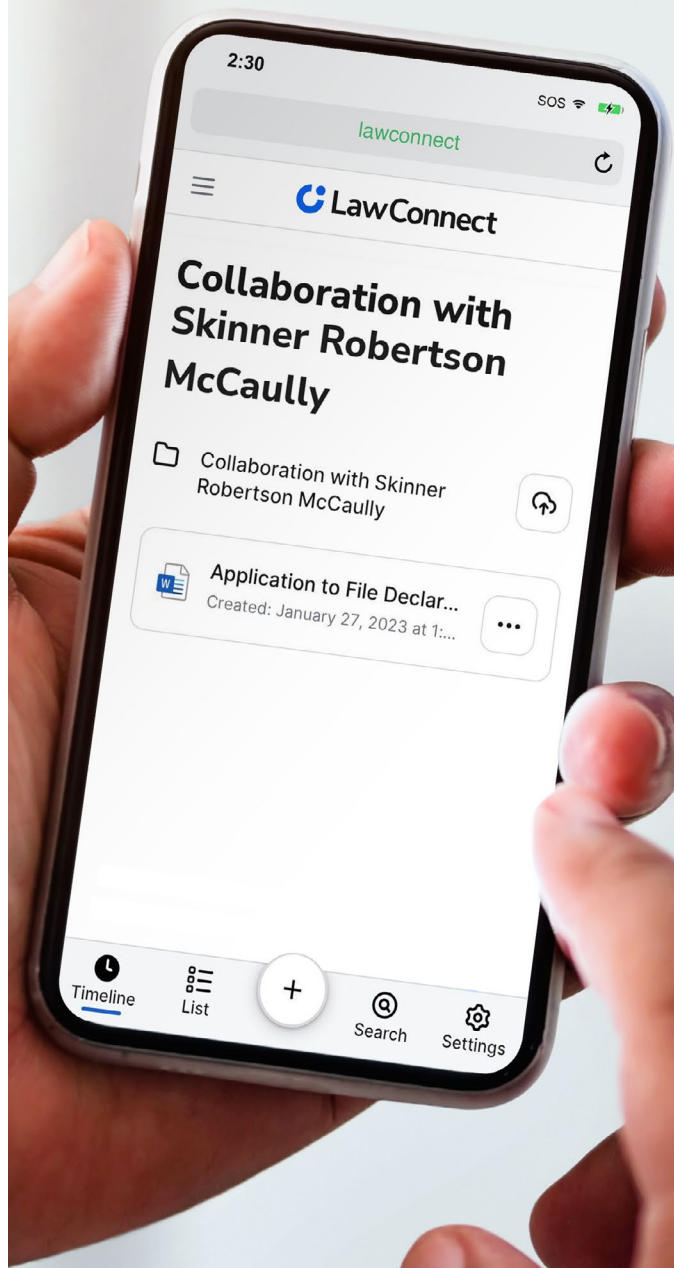 2:30
SOS
lawconnect
LawConnect
Collaboration with
Skinner Robertson
McCaully
Collaboration with Skinner
Robertson McCaully
W
Application to File Declar...
Created: January 27, 2023 at 1:...
Timeline
List
+
Search
Settings